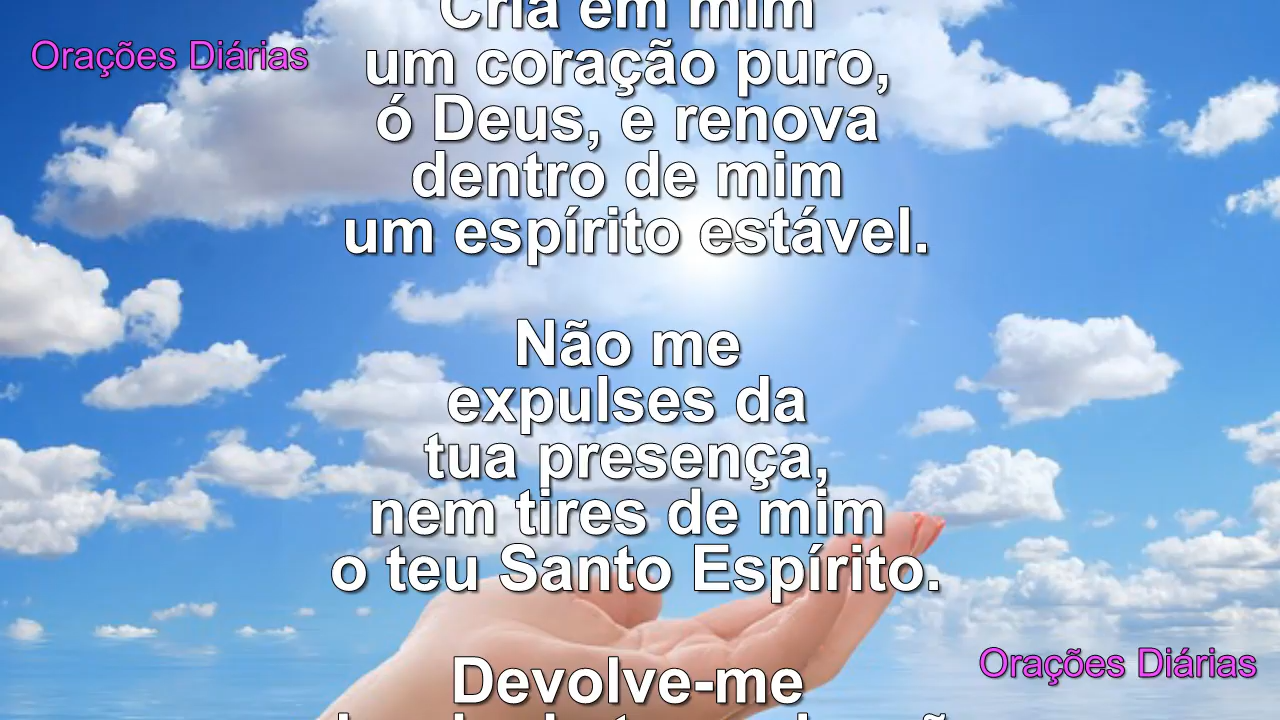 Cria em mim
Orações Diárias
um coração puro,
ó Deus, e renova
dentro de mim
um espírito estável.
Não me
expulses da
tua presença,
nem tires de mim
o teu Santo Espírito.
Devolve-me
Orações Diárias